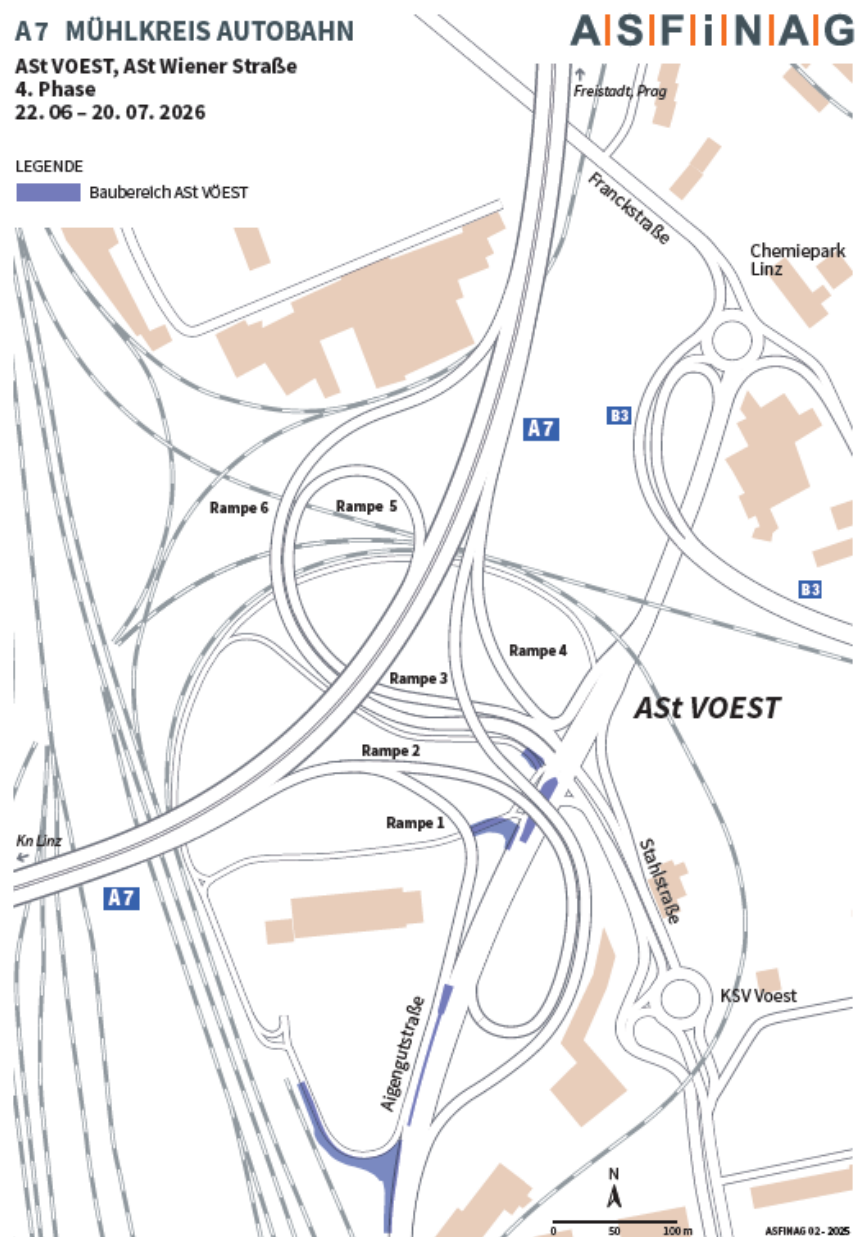 A7 MÜHLKREIS AUTOBAHN
A|S|F|i|N|A|G
ASt VOEST, ASt Wiener Straße
4. Phase
22. 06 – 20. 07. 2026
Freistadt, Prag
LEGENDE
Baubereich ASt VÖEST
Franckstraße
Chemiepark
Linz
B3
A7
Rampe 6
Rampe 5
B3
Rampe 4
Rampe 3
ASt VOEST
Rampe 2
Rampe 1
Kn Linz
A7
Stahlstraße
KSV Voest
Aigengutstraße
N
0 50 100 m
ASFINAG 02 - 2025